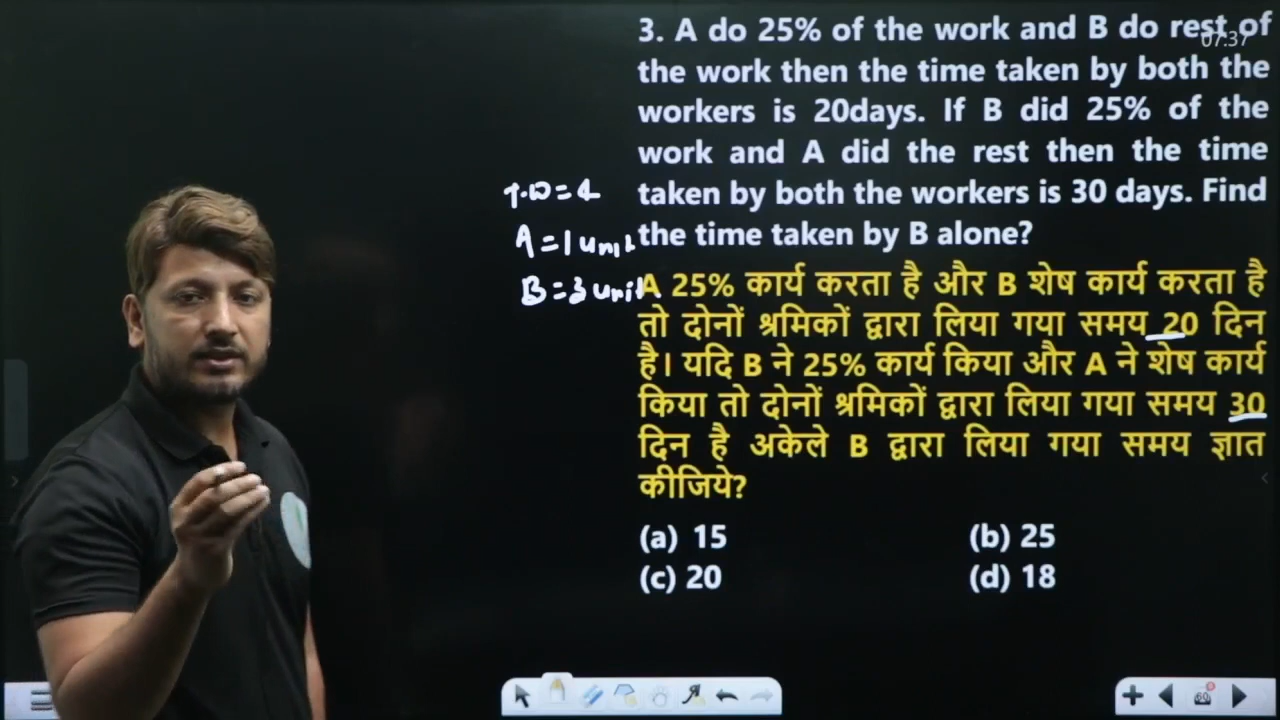 3. A do 25% of the work and B do rest of
07:37
the work then the time taken by both the
workers is 20days. If B did 25% of the
work and A did the rest then the time
taken by both the workers is 30 days. Find
the time taken by B alone?
T.W = 4
A = 1 unit
B = 3 unit
A 25% कार्य करता है और B शेष कार्य करता है
तो दोनों श्रमिकों द्वारा लिया गया समय 20 दिन
है। यदि B ने 25% कार्य किया और A ने शेष कार्य
किया तो दोनों श्रमिकों द्वारा लिया गया समय 30
दिन है अकेले B द्वारा लिया गया समय ज्ञात
कीजिये?
(a) 15 (b) 25
(c) 20 (d) 18
60